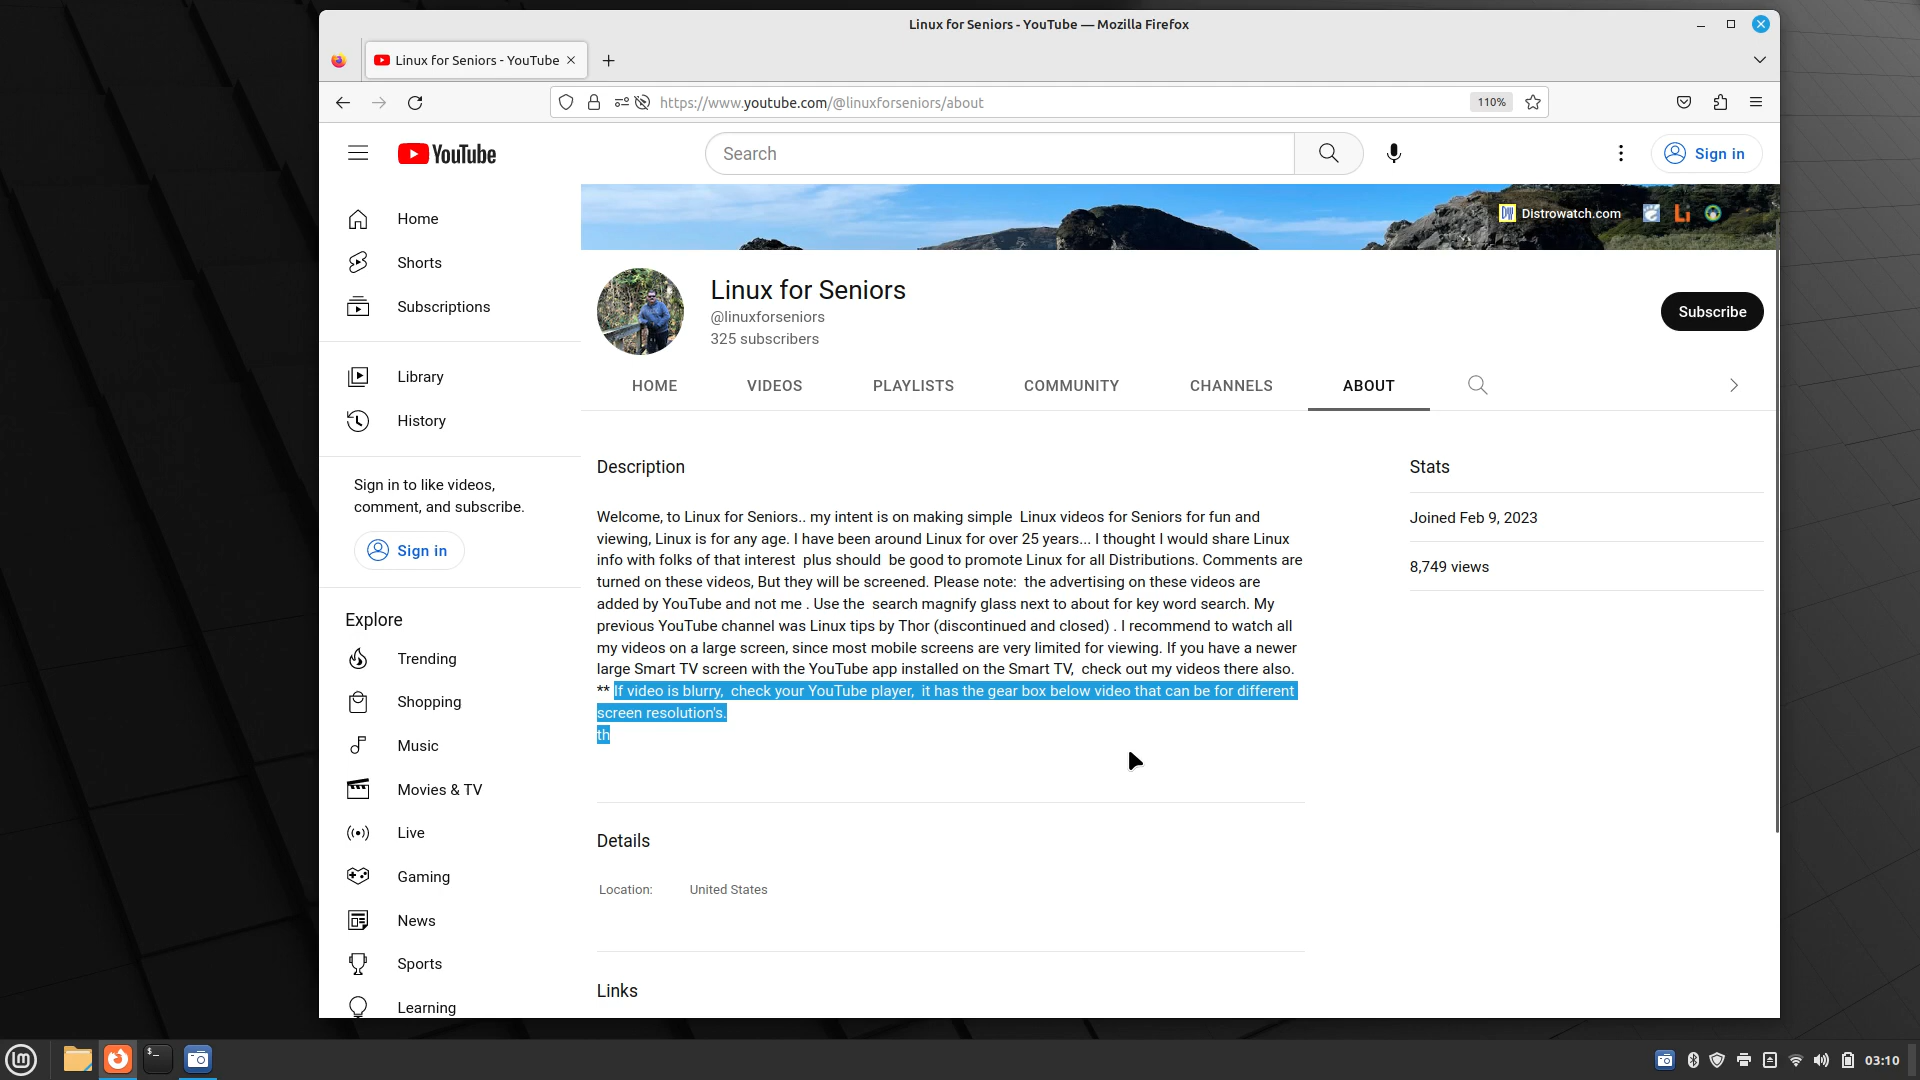 Linux for Seniors - YouTube — Mozilla Firefox
Linux for Seniors - YouTube
https://www.youtube.com/@linuxforseniors/about
110%
YouTube
Search
Sign in
Home
Shorts
Subscriptions
Library
History
Sign in to like videos,
comment, and subscribe.
Sign in
Explore
Trending
Shopping
Music
Movies & TV
Live
Gaming
News
Sports
Learning
DW Distrowatch.com
Linux for Seniors
@linuxforseniors
325 subscribers
Subscribe
HOME VIDEOS PLAYLISTS COMMUNITY CHANNELS ABOUT
Description
Welcome, to Linux for Seniors.. my intent is on making simple  Linux videos for Seniors for fun and
viewing, Linux is for any age. I have been around Linux for over 25 years... I thought I would share Linux
info with folks of that interest  plus should  be good to promote Linux for all Distributions. Comments are
turned on these videos, But they will be screened. Please note:  the advertising on these videos are
added by YouTube and not me . Use the  search magnify glass next to about for key word search. My
previous YouTube channel was Linux tips by Thor (discontinued and closed) . I recommend to watch all
my videos on a large screen, since most mobile screens are very limited for viewing. If you have a newer
large Smart TV screen with the YouTube app installed on the Smart TV,  check out my videos there also.
** If video is blurry,  check your YouTube player,  it has the gear box below video that can be for different
screen resolution's.
th
Details
Location: United States
Links
Stats
Joined Feb 9, 2023
8,749 views
03:10